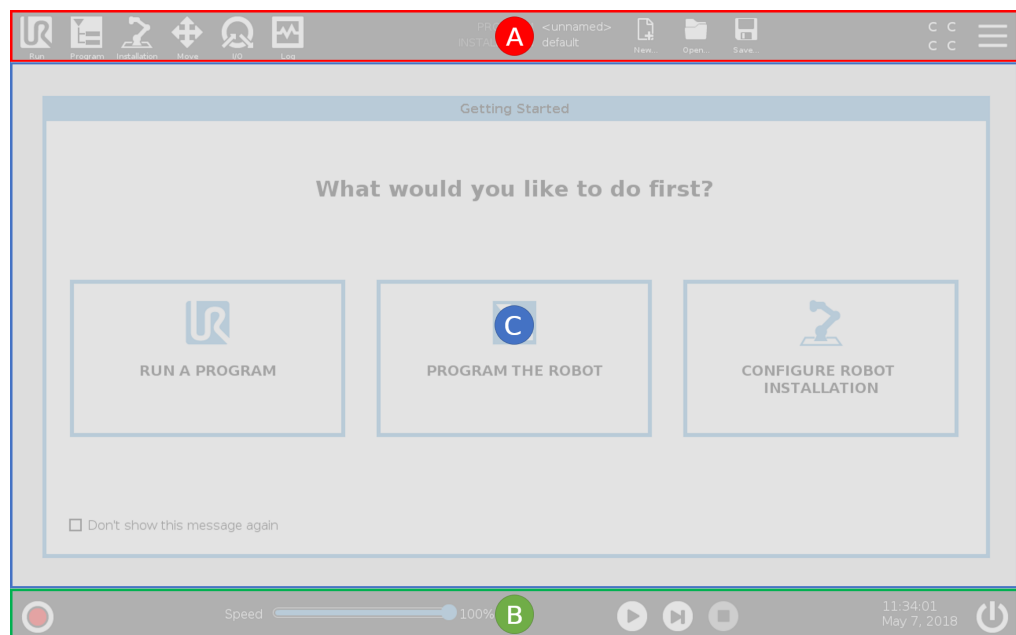 Run Program Installation Move I/O Log
PR <unnamed>
INSTAL default
New... Open... Save...
A
C C
C C
Getting Started
What would you like to do first?
C
RUN A PROGRAM
PROGRAM THE ROBOT
CONFIGURE ROBOT
INSTALLATION
Don't show this message again
Speed 100%
B
11:34:01
May 7, 2018